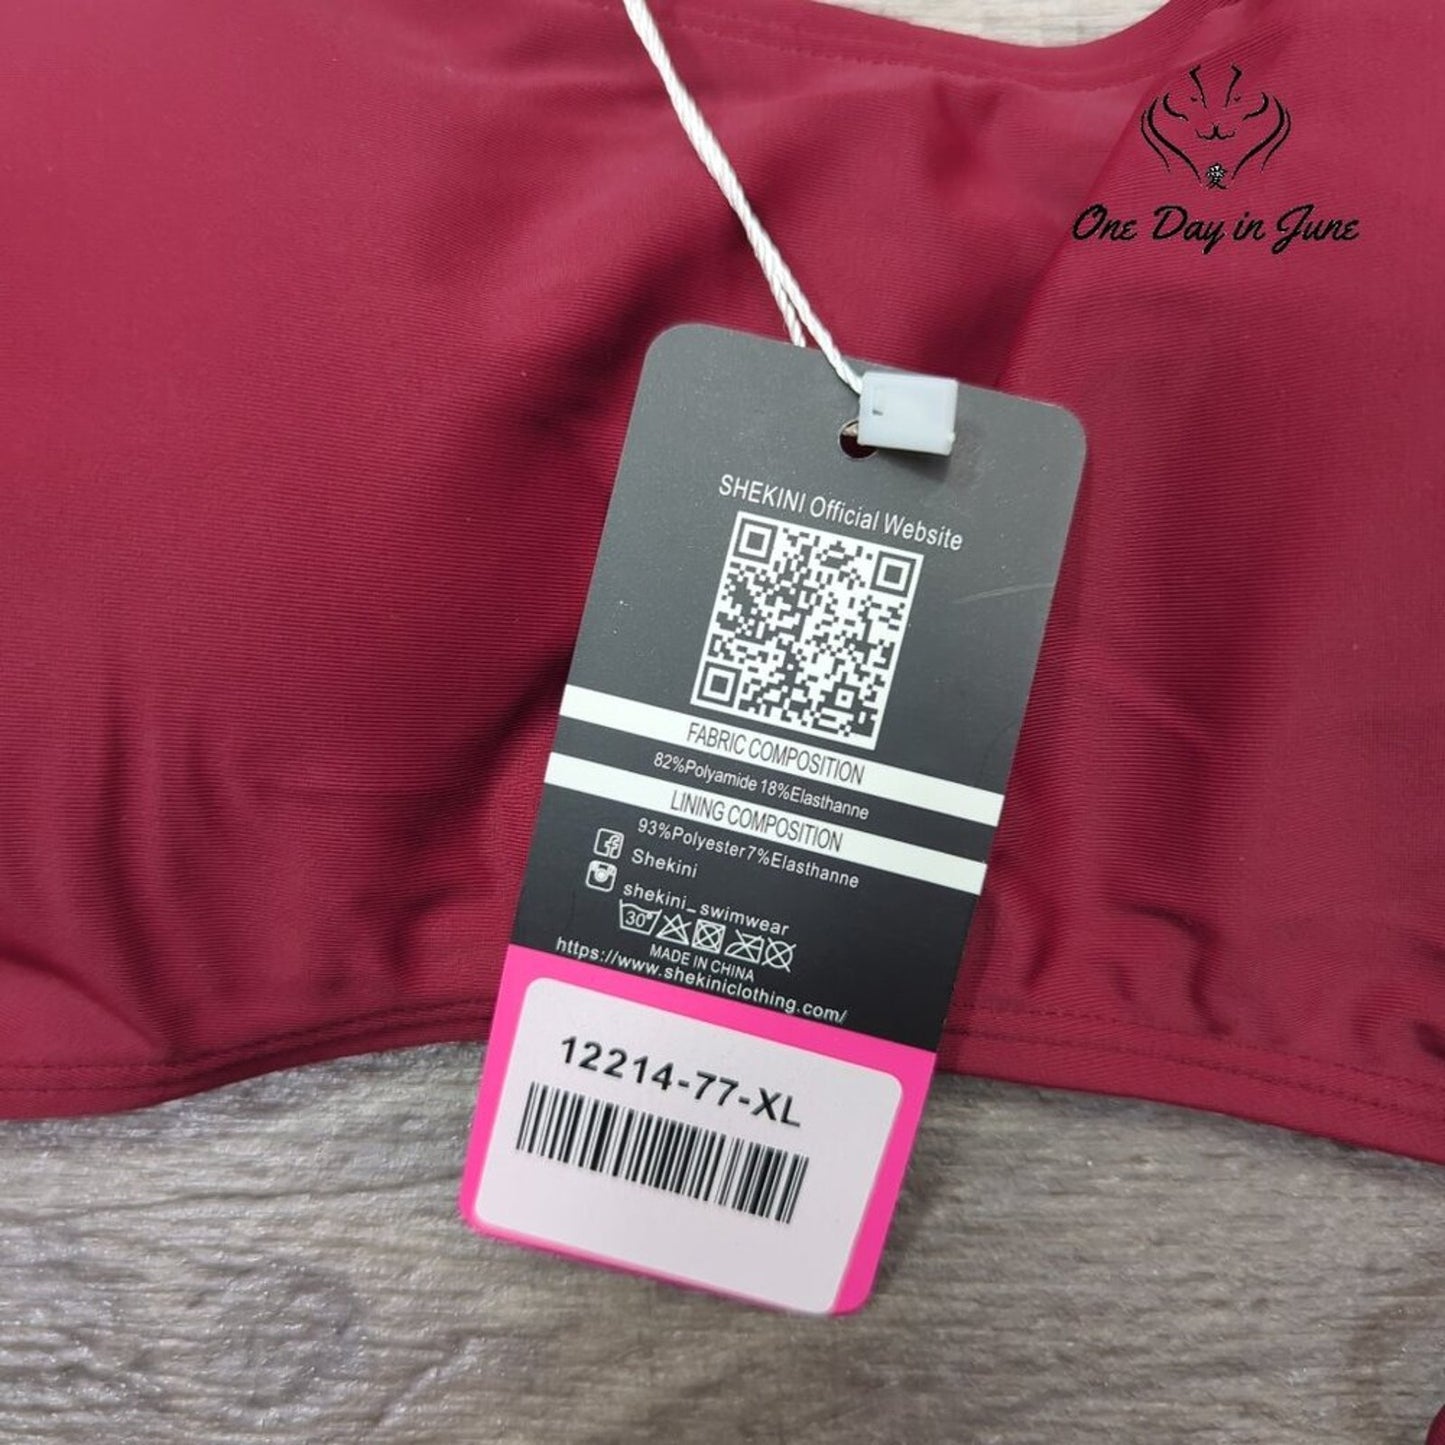 愛
One Day in June
SHEKINI Official Website
FABRIC COMPOSITION
82%Polyamide 18%Elasthanne
LINING COMPOSITION
93%Polyester7%Elasthanne
Shekini
shekini_swimwear
30°
MADE IN CHINA
https://www.shekiniclothing.com/
12214-77-XL